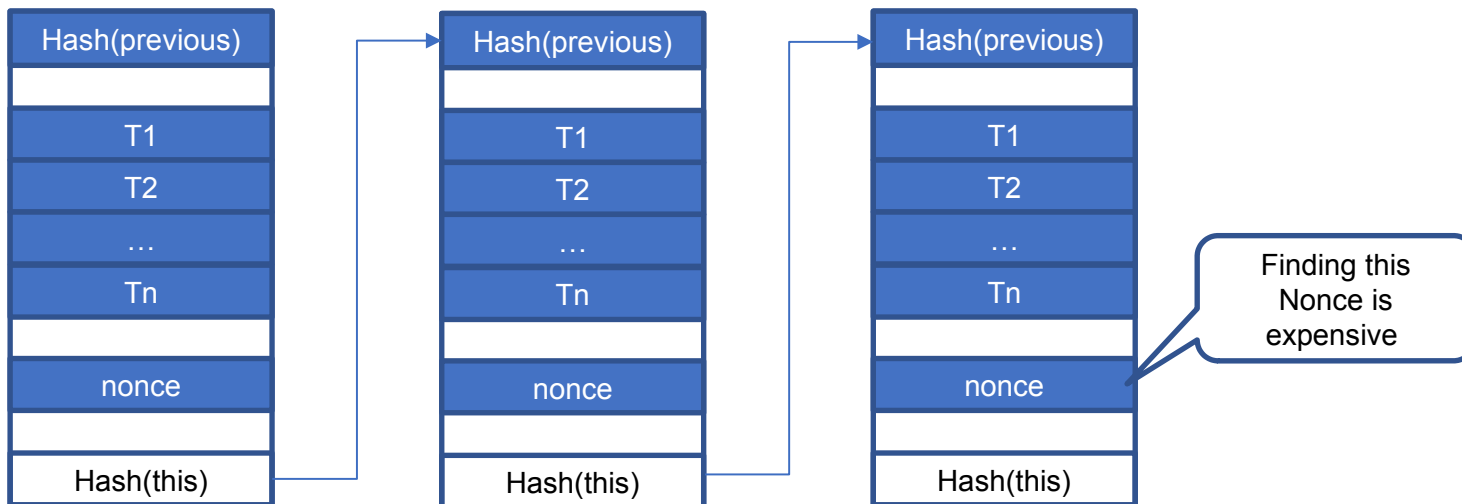 Hash(previous)
T1
T2
…
Tn
nonce
Hash(this)
Hash(previous)
T1
T2
…
Tn
nonce
Hash(this)
Hash(previous)
T1
T2
…
Tn
nonce
Hash(this)
Finding this
Nonce is
expensive